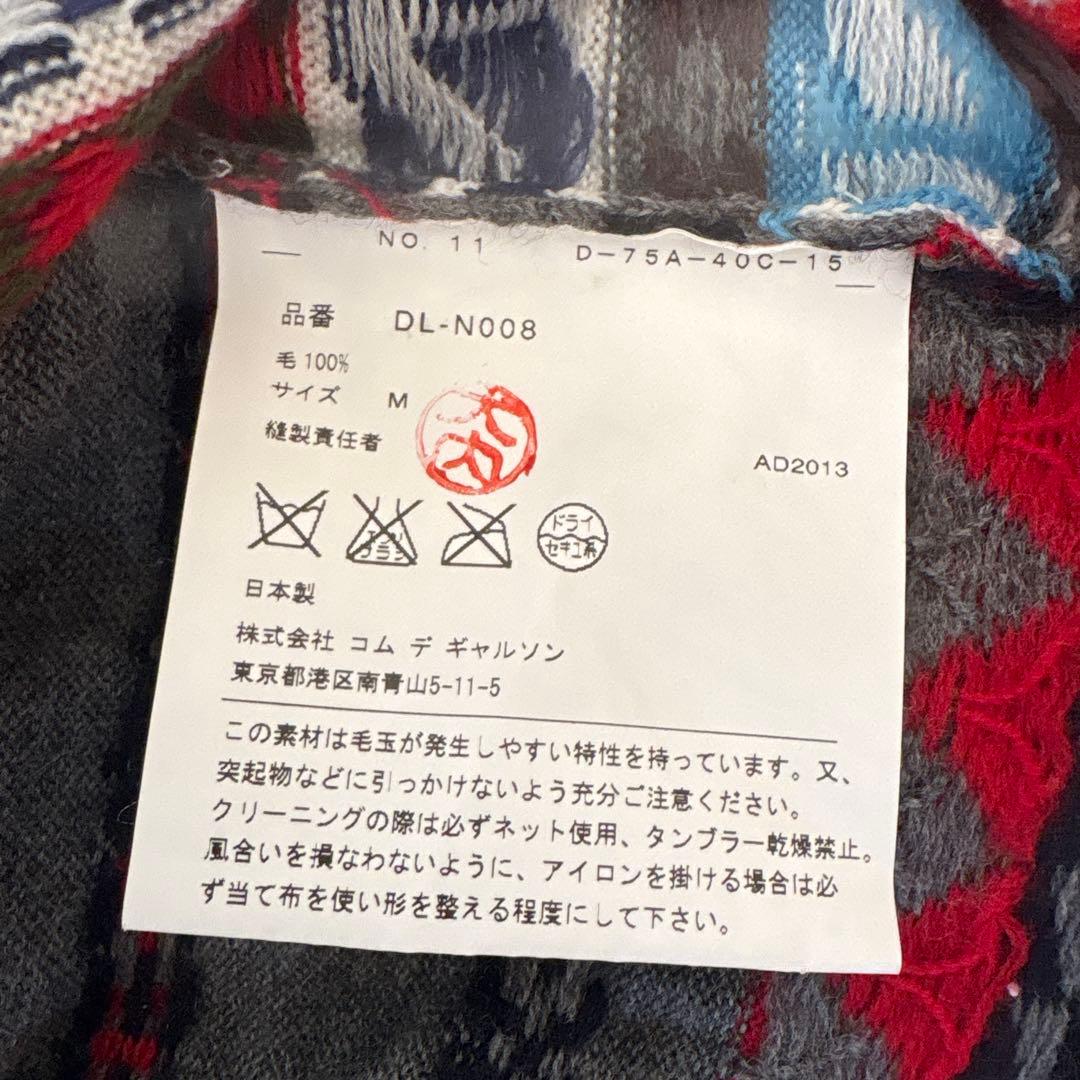 NO. 11 D-75A-40C-15
品番 DL-N008
毛 100%
サイズ M
縫製責任者
AD2013
エンソ
ブラシ
ドライ
セキユ系
日本製
株式会社 コム デ ギャルソン
東京都港区南青山5-11-5
この素材は毛玉が発生しやすい特性を持っています。又、
突起物などに引っかけないよう充分ご注意ください。
クリーニングの際は必ずネット使用、タンブラー乾燥禁止。
風合いを損なわないように、アイロンを掛ける場合は必
ず当て布を使い形を整える程度にして下さい。